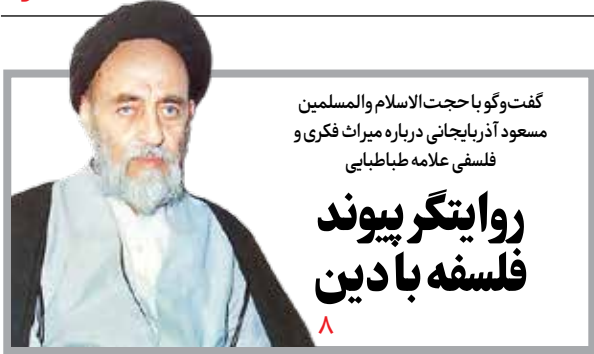 گفت‌وگو با حجت‌الاسلام والمسلمین
مسعود آذربایجانی درباره میراث فکری و
فلسفی علامه طباطبایی
روایتگر پیوند
فلسفه با دین
۸